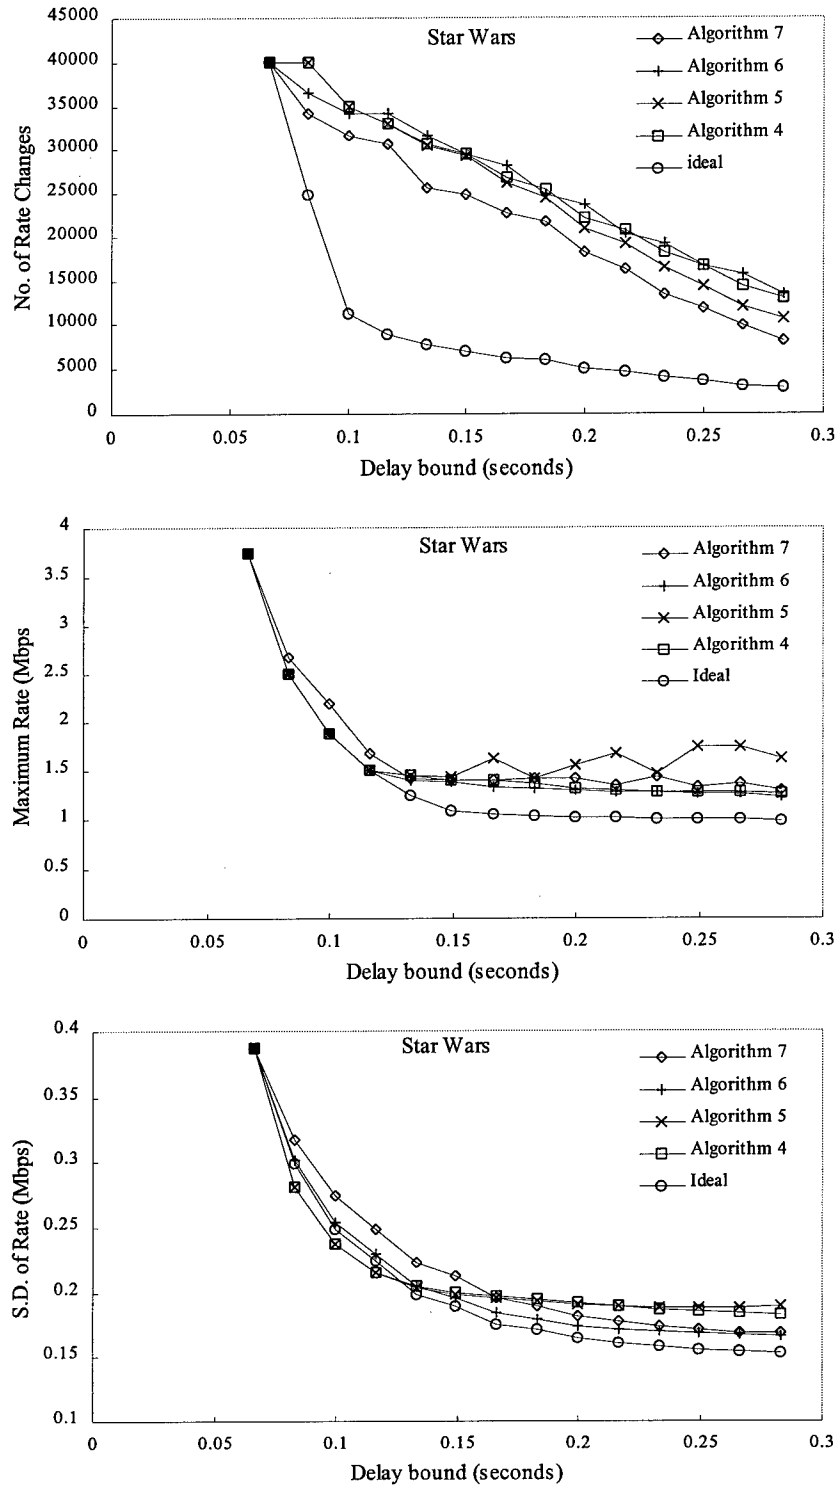 45000
40000
35000
30000
25000
20000
15000
10000
5000
0
No. of Rate Changes
Star Wars
Algorithm 7
Algorithm 6
Algorithm 5
Algorithm 4
ideal
0 0.05 0.1 0.15 0.2 0.25 0.3
Delay bound (seconds)
4
3.5
3
2.5
2
1.5
1
0.5
0
Maximum Rate (Mbps
Star Wars
Algorithm 7
Algorithm 6
Algorithm 5
Algorithm 4
Ideal
0 0.05 0.1 0.15 0.2 0.25 0.3
Delay bound (seconds)
0.4
0.35
0.3
0.25
0.2
0.15
0.1
S.D. of Rate (Mbps)
Star Wars
Algorithm 7
Algorithm 6
Algorithm 5
Algorithm 4
Ideal
0 0.05 0.1 0.15 0.2 0.25 0.3
Delay bound (seconds)